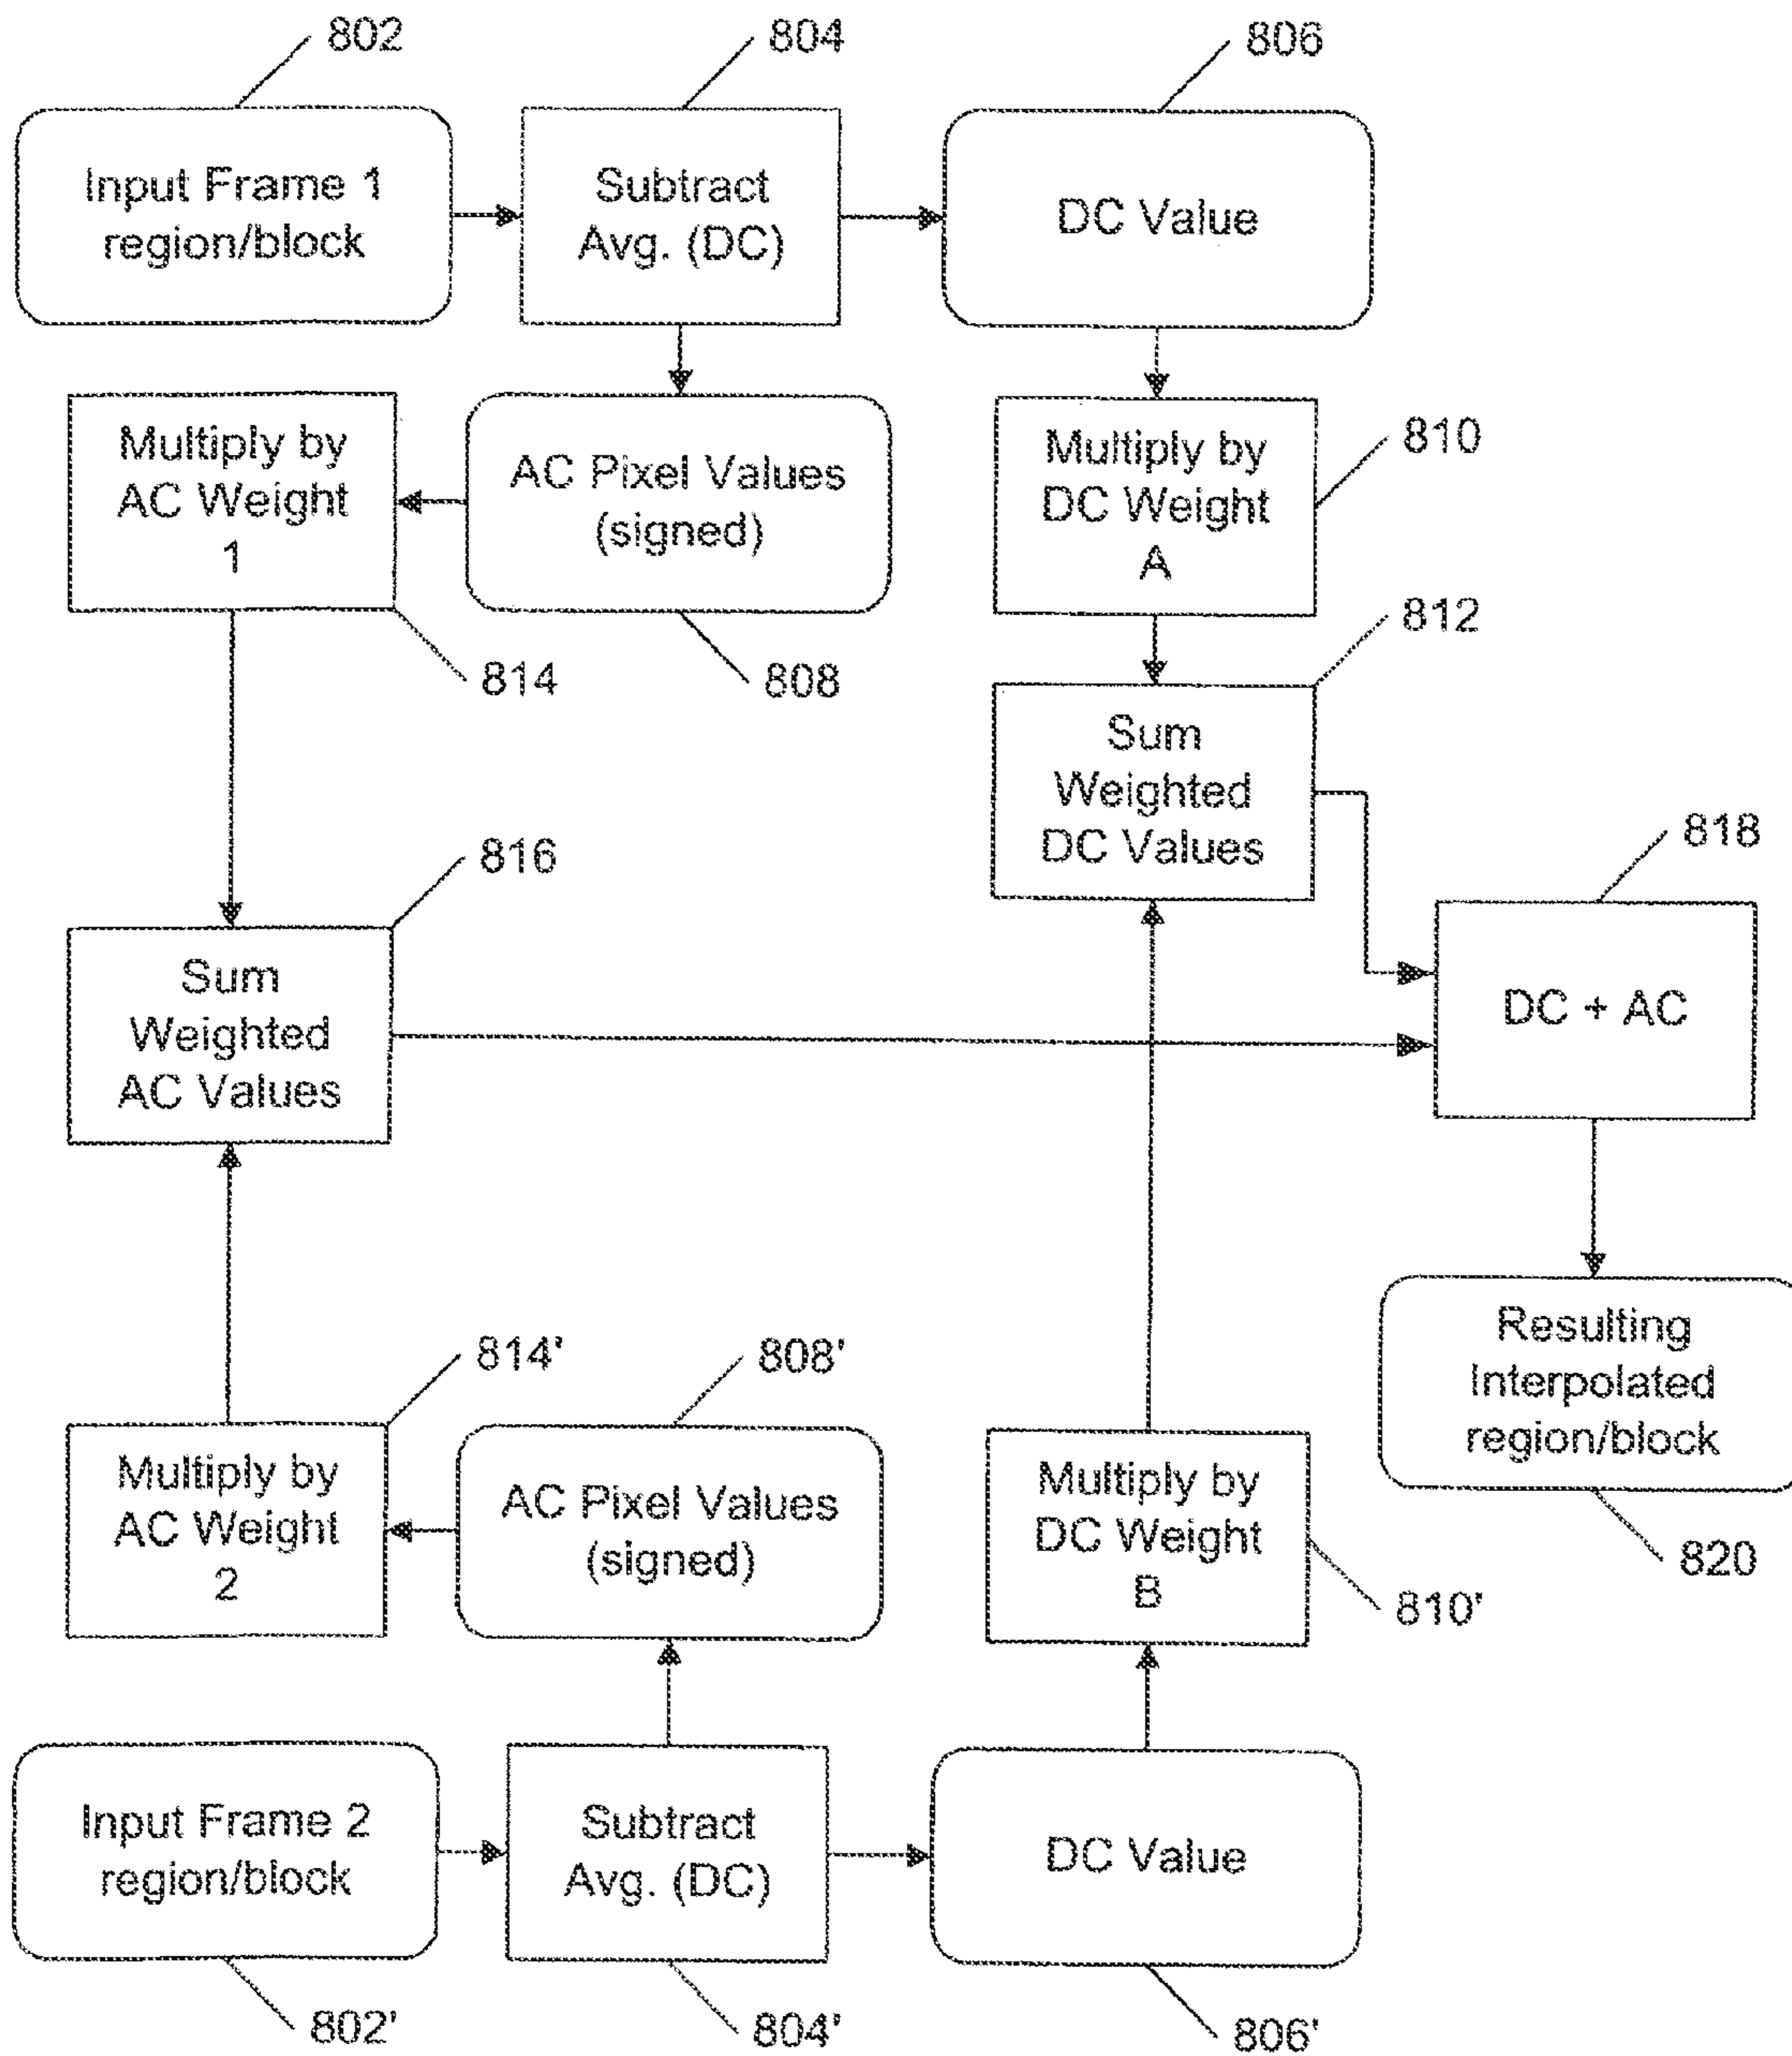 802
804
806
Input Frame 1
region/block
Subtract
Avg. (DC)
DC Value
Multiply by
AC Weight
1
AC Pixel Values
(signed)
Multiply by
DC Weight
A
810
814
808
812
Sum
Weighted
DC Values
816
818
Sum
Weighted
AC Values
DC + AC
814'
808'
Resulting
Interpolated
region/block
Multiply by
AC Weight
2
AC Pixel Values
(signed)
Multiply by
DC Weight
B
820
810'
Input Frame 2
region/block
Subtract
Avg. (DC)
DC Value
802'
804'
806'